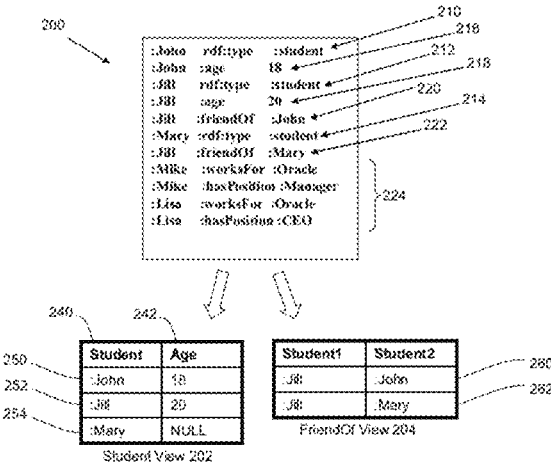 200
210
:John rdf:type :student
216
:John :age 18
212
:Jill rdf:type :student
218
:Jill :age 20
220
:Jill :friendOf :John
214
:Mary :rdf:type :student
222
:Jill :friendOf :Mary
:Mike :worksFor :Oracle
:Mike :hasPosition :Manager
224
:Lisa :worksFor :Oracle
:Lisa :hasPosition :CEO
240
242
Student Age
Student1 Student2
250
:John 18
:Jill :John
260
252
:Jill 20
:Jill :Mary
262
254
:Mary NULL
FriendOf View 204
Student View 202